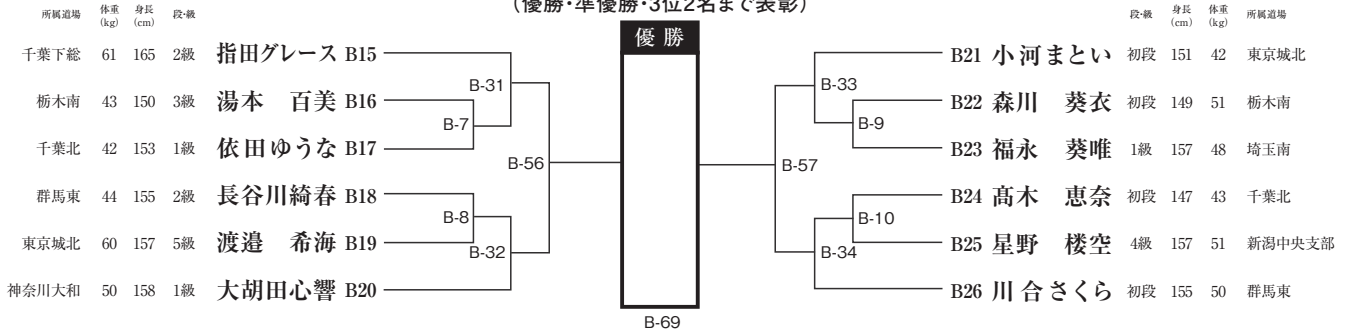 (優勝・準優勝・3位2名まで表彰)
所属道場 体重(kg) 身長(cm) 段・級
千葉下総 61 165 2級 指田グレース B15
栃木南 43 150 3級 湯本 百美 B16
千葉北 42 153 1級 依田ゆうな B17
群馬東 44 155 2級 長谷川綺春 B18
東京城北 60 157 5級 渡邉 希海 B19
神奈川大和 50 158 1級 大胡田心響 B20
B-31
B-7
B-56
B-8
B-32
優勝
B-69
段・級 身長(cm) 体重(kg) 所属道場
B21 小河まとい 初段 151 42 東京城北
B22 森川 葵衣 初段 149 51 栃木南
B23 福永 葵唯 1級 157 48 埼玉南
B24 髙木 恵奈 初段 147 43 千葉北
B25 星野 楼空 4級 157 51 新潟中央支部
B26 川合さくら 初段 155 50 群馬東
B-33
B-9
B-57
B-10
B-34